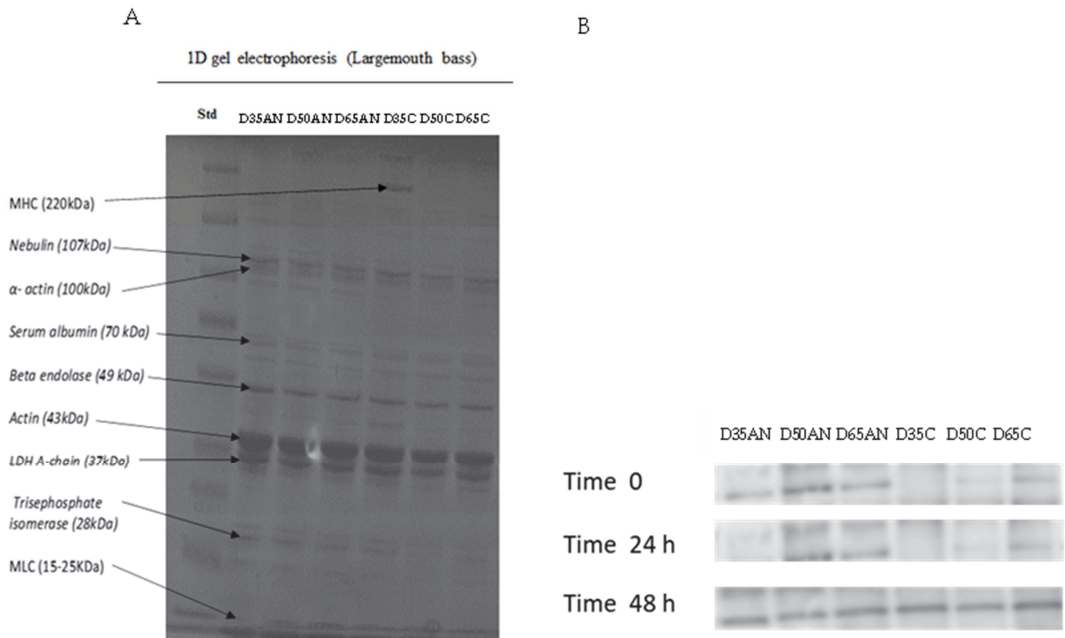 A
1D gel electrophoresis (Largemouth bass)
Std D35AN D50AN D65AN D35C D50C D65C
MHC (220kDa)
Nebulin (107kDa)
α- actin (100kDa)
Serum albumin (70 kDa)
Beta endolase (49 kDa)
Actin (43kDa)
LDH A-chain (37kDa)
Trisephosphate
isomerase (28kDa)
MLC (15-25KDa)
B
D35AN D50AN D65AN D35C D50C D65C
Time 0
Time 24 h
Time 48 h